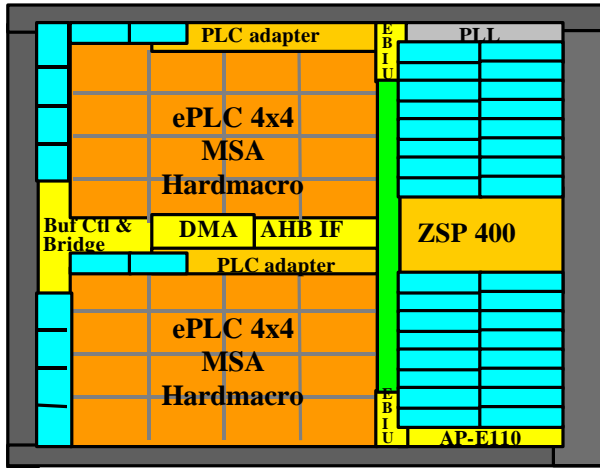 PLC adapter
E
B
I
U
PLL
ePLC 4x4
MSA
Hardmacro
Buf Ctl &
Bridge
DMA
AHB IF
ZSP 400
PLC adapter
ePLC 4x4
MSA
Hardmacro
E
B
I
U
AP-E110